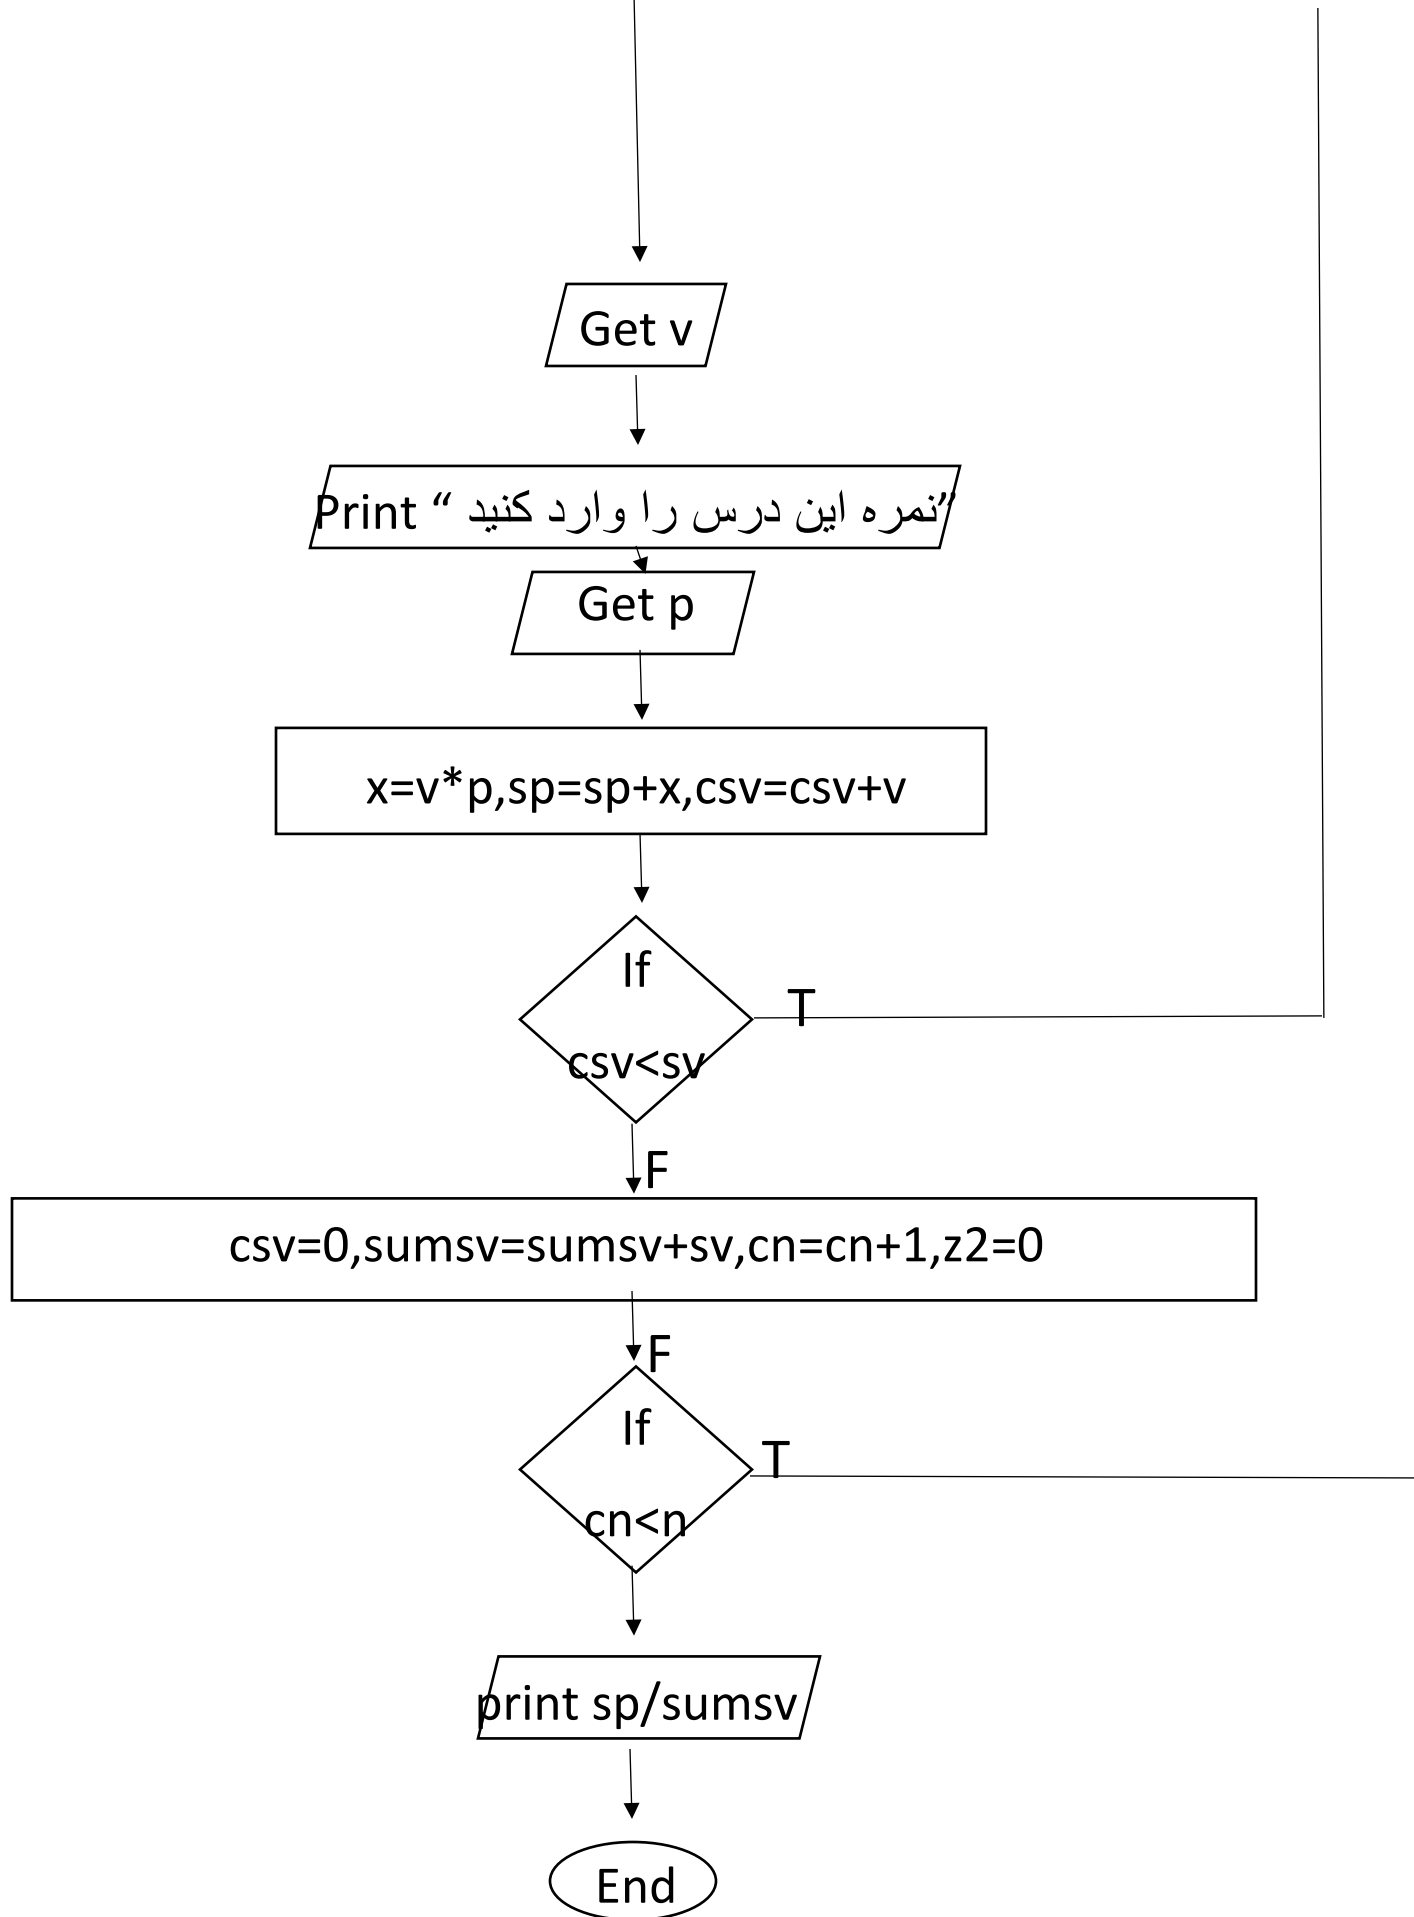 Get v
Print “ نمره این درس را وارد کنید”
Get p
x=v*p,sp=sp+x,csv=csv+v
If
csv<sv
T
F
csv=0,sumsv=sumsv+sv,cn=cn+1,z2=0
F
If
cn<n
T
print sp/sumsv
End